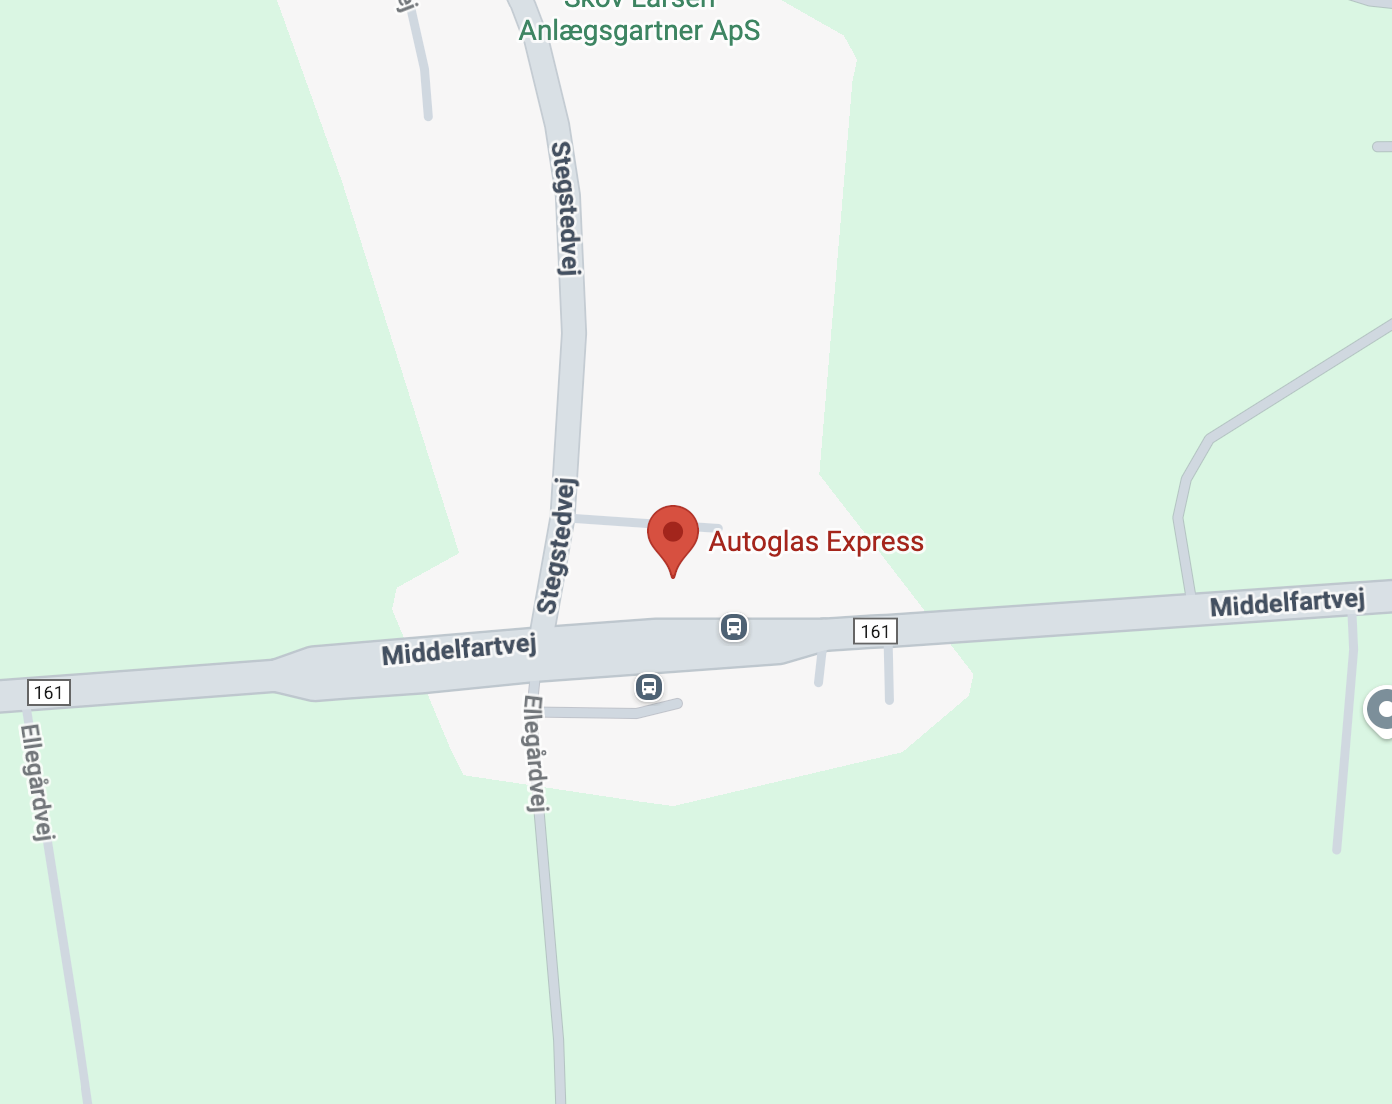 Skov Larsen
Anlægsgartner ApS
Stegstedvej
Stegstedvej
Autoglas Express
Middelfartvej
161
Middelfartvej
161
Ellegårdvej
Ellegårdvej